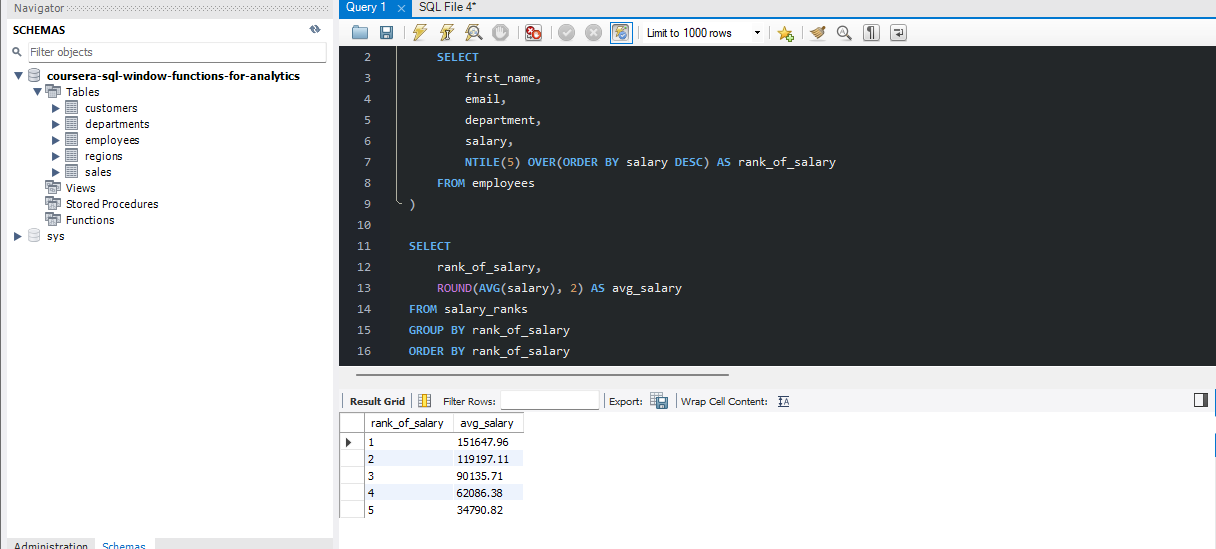 Navigator
SCHEMAS
Filter objects
coursera-sql-window-functions-for-analytics
Tables
customers
departments
employees
regions
sales
Views
Stored Procedures
Functions
sys
Administration Schemas
Query 1 SQL File 4*
Limit to 1000 rows
2 SELECT
3 first_name,
4 email,
5 department,
6 salary,
7 NTILE(5) OVER(ORDER BY salary DESC) AS rank_of_salary
8 FROM employees
9 )
10
11 SELECT
12 rank_of_salary,
13 ROUND(AVG(salary), 2) AS avg_salary
14 FROM salary_ranks
15 GROUP BY rank_of_salary
16 ORDER BY rank_of_salary
Result Grid Filter Rows: Export: Wrap Cell Content:
rank_of_salary avg_salary
1 151647.96
2 119197.11
3 90135.71
4 62086.38
5 34790.82